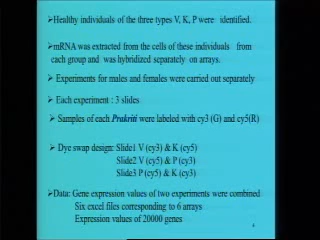 ➢Healthy individuals of the three types V, K, P were identified.
➢mRNA was extracted from the cells of these individuals from
each group and was hybridized separately on arrays.
➢ Experiments for males and females were carried out separately
➢ Each experiment : 3 slides
➢ Samples of each Prakriti were labeled with cy3 (G) and cy5(R)
➢ Dye swap design: Slide1 V (cy3) & K (cy5)
Slide2 V (cy5) & P (cy3)
Slide3 P (cy5) & K (cy3)
➢Data: Gene expression values of two experiments were combined
Six excel files corresponding to 6 arrays
Expression values of 20000 genes